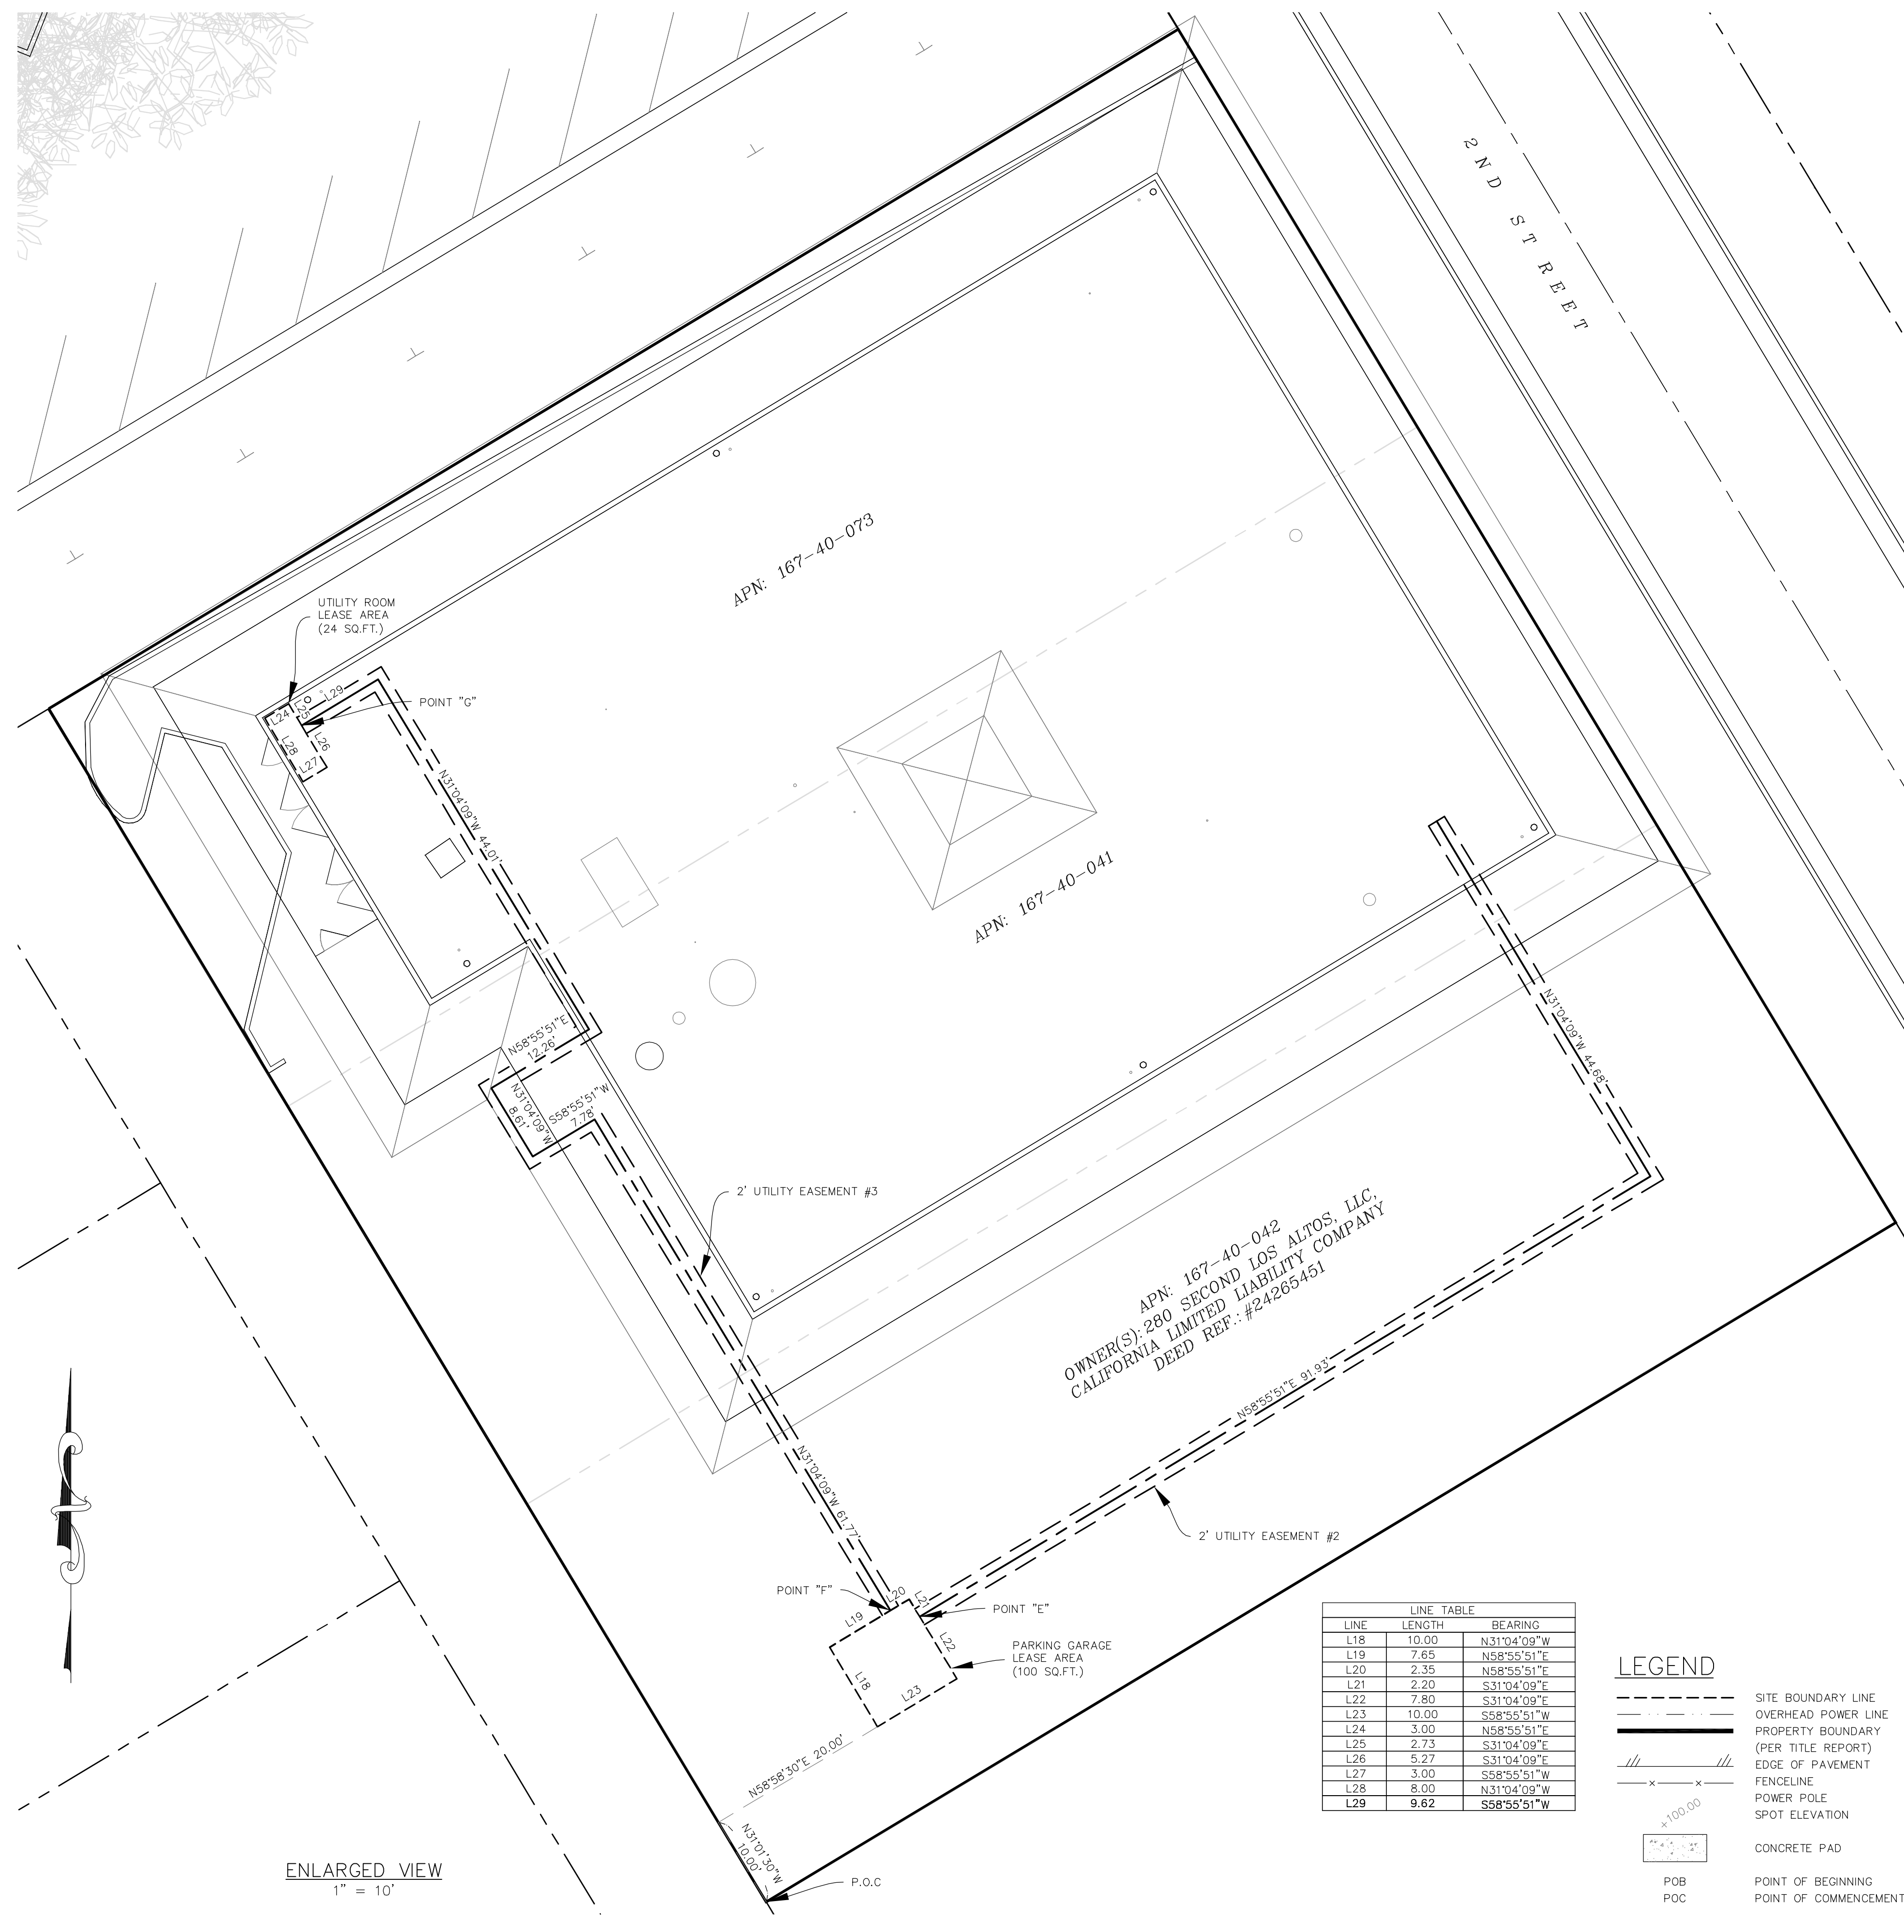 2ND STREET
APN: 167-40-073
UTILITY ROOM
LEASE AREA
(24 SQ.FT.)
L29
L24
L25
POINT "G"
L28
L26
L27
N31°04'09"W 44.01'
APN: 167-40-041
N31°04'09"W 44.68'
N58°55'51"E
12.26'
N31°04'09"W
8.61'
S58°55'51"W
7.78'
2' UTILITY EASEMENT #3
APN: 167-40-042
OWNER(S): 280 SECOND LOS ALTOS, LLC,
CALIFORNIA LIMITED LIABILITY COMPANY
DEED REF.: #24265451
N58°55'51"E 91.93'
N31°04'09"W 61.77'
2' UTILITY EASEMENT #2
POINT "F"
L20
L21
POINT "E"
L19
L22
PARKING GARAGE
LEASE AREA
(100 SQ.FT.)
L18
L23
N58°58'30"E 20.00'
N31°01'30"W
10.00'
P.O.C
ENLARGED VIEW
1" = 10'
LINE TABLE
LINE LENGTH BEARING
L18 10.00 N31°04'09"W
L19 7.65 N58°55'51"E
L20 2.35 N58°55'51"E
L21 2.20 S31°04'09"E
L22 7.80 S31°04'09"E
L23 10.00 S58°55'51"W
L24 3.00 N58°55'51"E
L25 2.73 S31°04'09"E
L26 5.27 S31°04'09"E
L27 3.00 S58°55'51"W
L28 8.00 N31°04'09"W
L29 9.62 S58°55'51"W
LEGEND
SITE BOUNDARY LINE
OVERHEAD POWER LINE
PROPERTY BOUNDARY
(PER TITLE REPORT)
EDGE OF PAVEMENT
FENCELINE
POWER POLE
+100.00 SPOT ELEVATION
CONCRETE PAD
POB POINT OF BEGINNING
POC POINT OF COMMENCEMENT